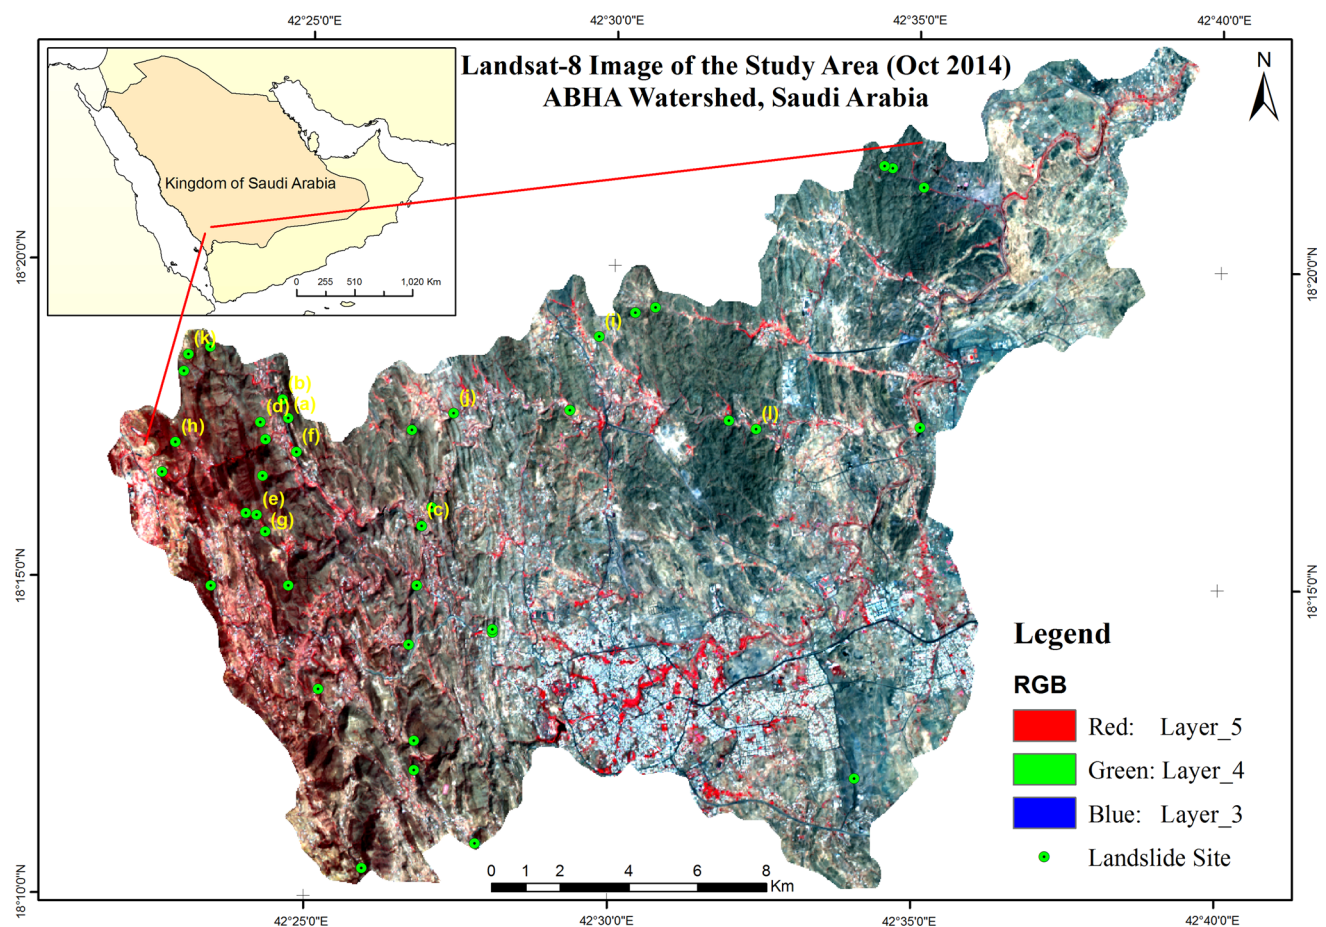 42°25'0"E 42°30'0"E 42°35'0"E 42°40'0"E
Landsat-8 Image of the Study Area (Oct 2014)
ABHA Watershed, Saudi Arabia
N
Kingdom of Saudi Arabia
0 255 510 1,020 Km
18°20'0"N
18°20'0"N
(i)
(k)
(b)
(j)
(d) (a)
(l)
(h)
(f)
(e)
(c)
(g)
18°15'0"N
18°15'0"N
Legend
RGB
Red: Layer_5
Green: Layer_4
Blue: Layer_3
Landslide Site
0 1 2 4 6 8
Km
18°10'0"N
18°10'0"N
42°25'0"E 42°30'0"E 42°35'0"E 42°40'0"E